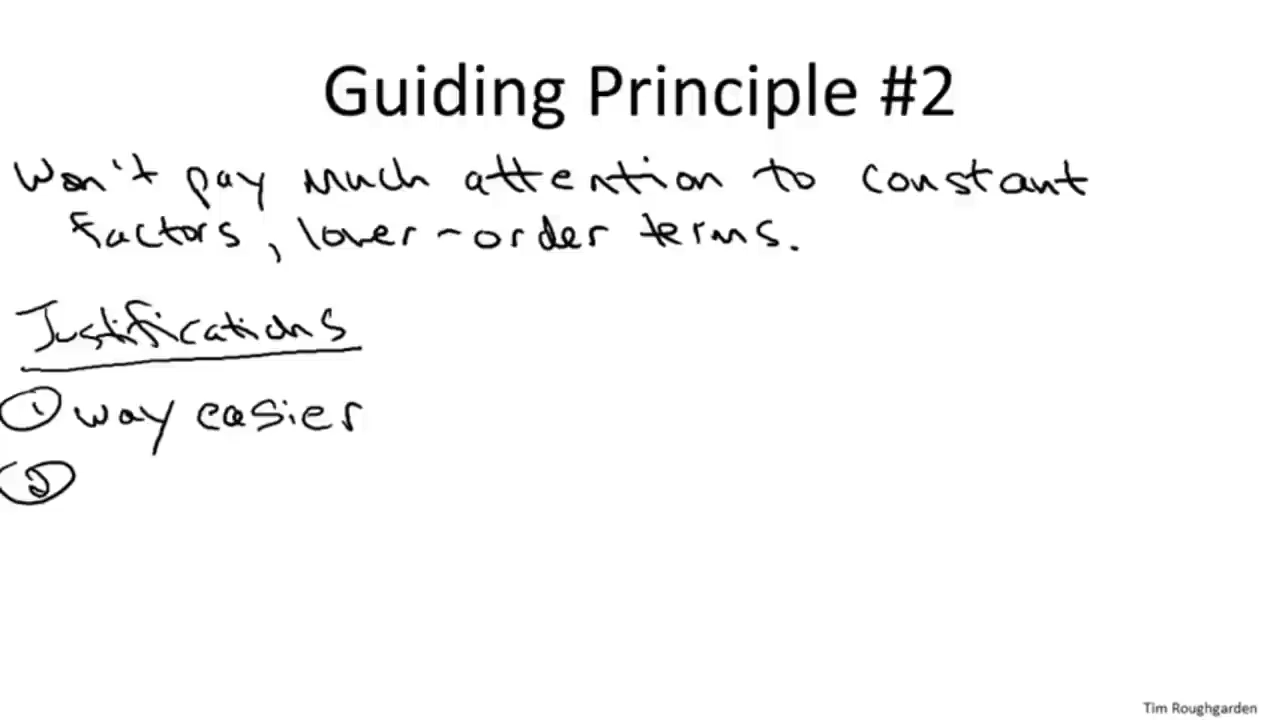 Guiding Principle #2
Won't pay much attention to constant
factors, lower-order terms.
Justifications
① way easier
②
Tim Roughgarden